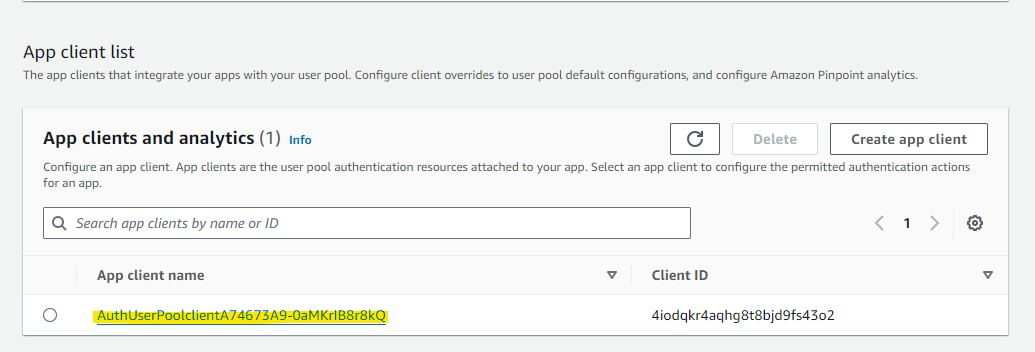 App client list
The app clients that integrate your apps with your user pool. Configure client overrides to user pool default configurations, and configure Amazon Pinpoint analytics.
App clients and analytics (1) Info
Delete
Create app client
Configure an app client. App clients are the user pool authentication resources attached to your app. Select an app client to configure the permitted authentication actions
for an app.
Search app clients by name or ID
1
App client name
Client ID
AuthUserPoolclientA74673A9-0aMKrIB8r8kQ
4iodqkr4aqhg8t8bjd9fs43o2